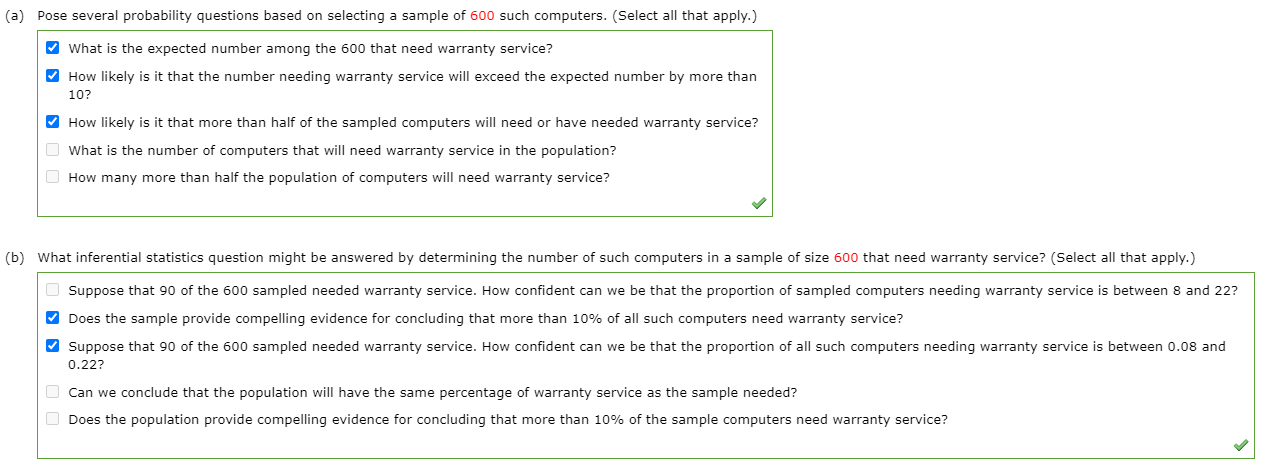 (a) Pose several probability questions based on selecting a sample of 600 such computers. (Select all that apply.)
What is the expected number among the 600 that need warranty service?
How likely is it that the number needing warranty service will exceed the expected number by more than
10?
How likely is it that more than half of the sampled computers will need or have needed warranty service?
What is the number of computers that will need warranty service in the population?
How many more than half the population of computers will need warranty service?
(b) What inferential statistics question might be answered by determining the number of such computers in a sample of size 600 that need warranty service? (Select all that apply.)
Suppose that 90 of the 600 sampled needed warranty service. How confident can we be that the proportion of sampled computers needing warranty service is between 8 and 22?
Does the sample provide compelling evidence for concluding that more than 10% of all such computers need warranty service?
Suppose that 90 of the 600 sampled needed warranty service. How confident can we be that the proportion of all such computers needing warranty service is between 0.08 and
0.22?
Can we conclude that the population will have the same percentage of warranty service as the sample needed?
Does the population provide compelling evidence for concluding that more than 10% of the sample computers need warranty service?